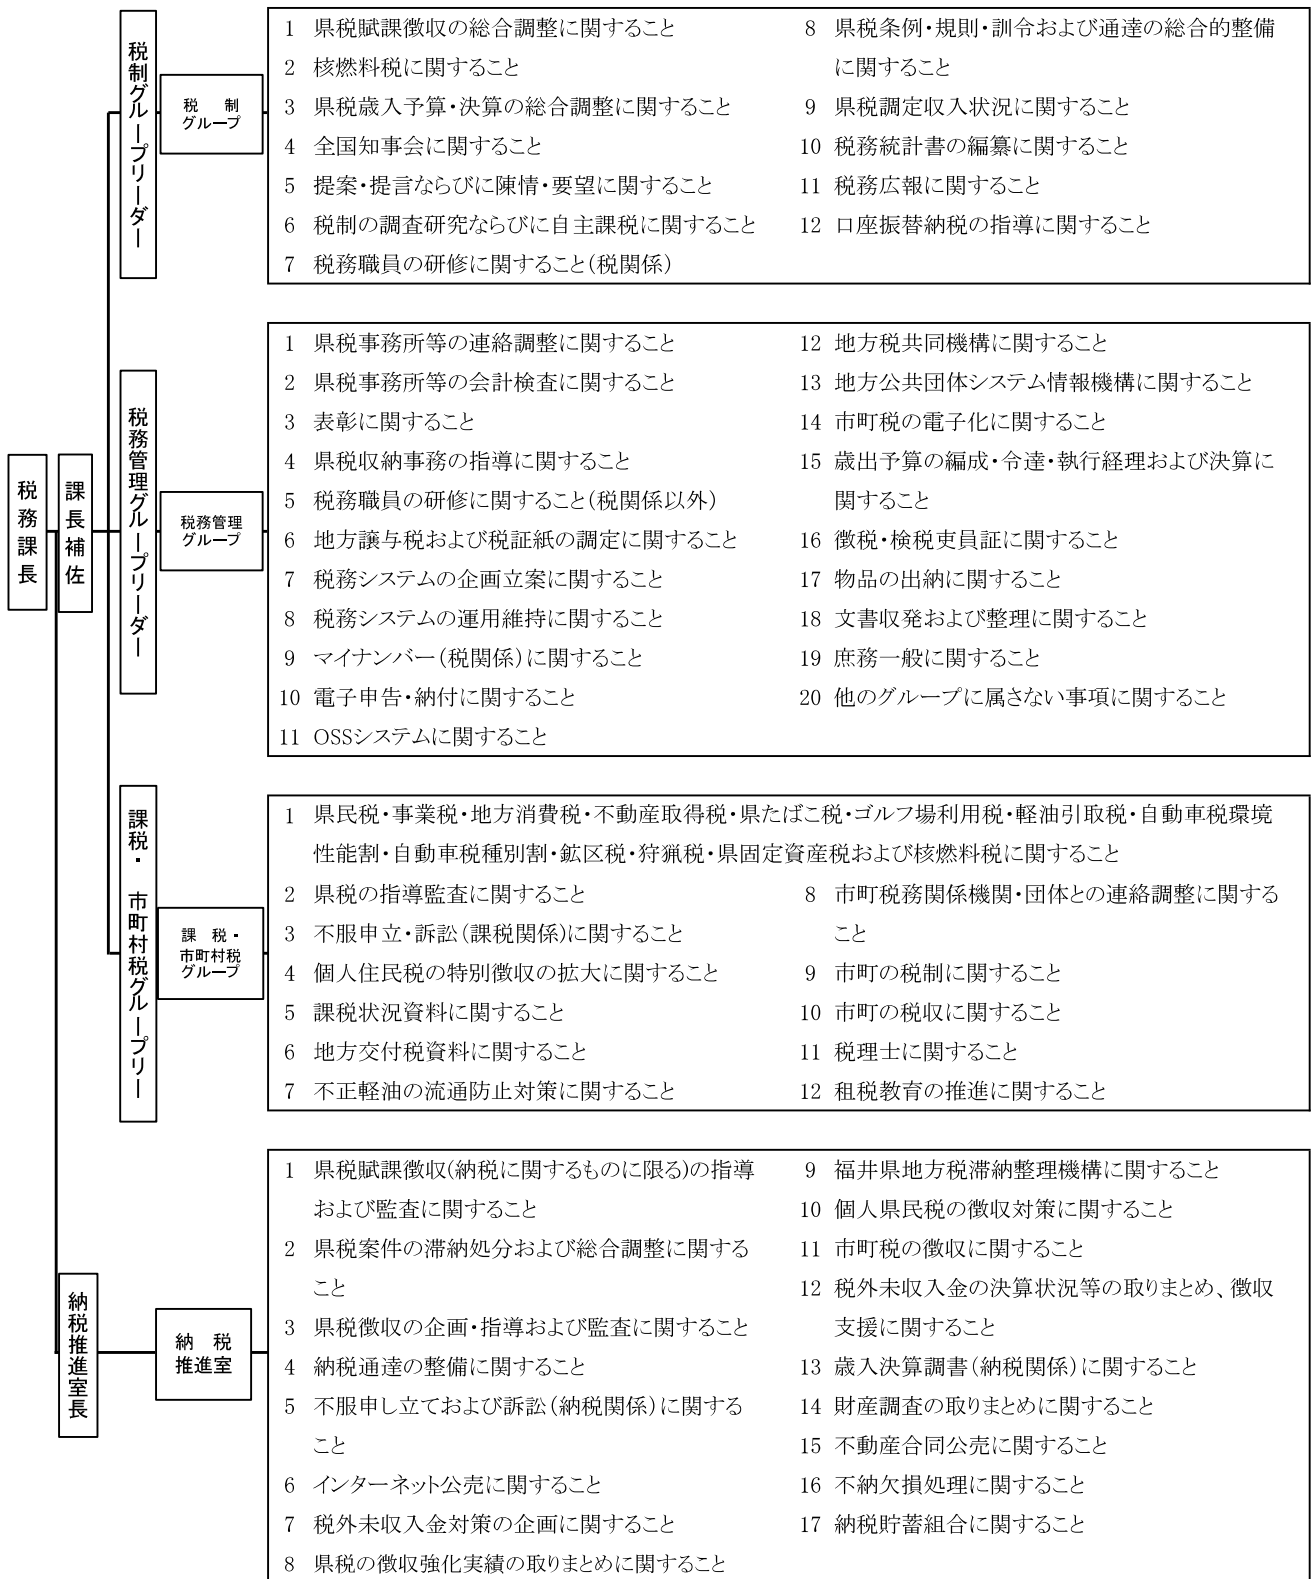 税務課長
課長補佐
税制グループリーダー
税　制
グループ
1 県税賦課徴収の総合調整に関すること
2 核燃料税に関すること
3 県税歳入予算・決算の総合調整に関すること
4 全国知事会に関すること
5 提案・提言ならびに陳情・要望に関すること
6 税制の調査研究ならびに自主課税に関すること
7 税務職員の研修に関すること(税関係)
8 県税条例・規則・訓令および通達の総合的整備
に関すること
9 県税調定収入状況に関すること
10 税務統計書の編纂に関すること
11 税務広報に関すること
12 口座振替納税の指導に関すること
税務管理グループリーダー
税務管理
グループ
1 県税事務所等の連絡調整に関すること
2 県税事務所等の会計検査に関すること
3 表彰に関すること
4 県税収納事務の指導に関すること
5 税務職員の研修に関すること(税関係以外)
6 地方譲与税および税証紙の調定に関すること
7 税務システムの企画立案に関すること
8 税務システムの運用維持に関すること
9 マイナンバー(税関係)に関すること
10 電子申告・納付に関すること
11 OSSシステムに関すること
12 地方税共同機構に関すること
13 地方公共団体システム情報機構に関すること
14 市町税の電子化に関すること
15 歳出予算の編成・令達・執行経理および決算に
関すること
16 徴税・検税吏員証に関すること
17 物品の出納に関すること
18 文書収発および整理に関すること
19 庶務一般に関すること
20 他のグループに属さない事項に関すること
課税・　市町村税グループリー
課　税・
市町村税
グループ
1 県民税・事業税・地方消費税・不動産取得税・県たばこ税・ゴルフ場利用税・軽油引取税・自動車税環境
性能割・自動車税種別割・鉱区税・狩猟税・県固定資産税および核燃料税に関すること
2 県税の指導監査に関すること
3 不服申立・訴訟(課税関係)に関すること
4 個人住民税の特別徴収の拡大に関すること
5 課税状況資料に関すること
6 地方交付税資料に関すること
7 不正軽油の流通防止対策に関すること
8 市町税務関係機関・団体との連絡調整に関する
こと
9 市町の税制に関すること
10 市町の税収に関すること
11 税理士に関すること
12 租税教育の推進に関すること
納税推進室長
納　税
推進室
1 県税賦課徴収(納税に関するものに限る)の指導
および監査に関すること
2 県税案件の滞納処分および総合調整に関する
こと
3 県税徴収の企画・指導および監査に関すること
4 納税通達の整備に関すること
5 不服申し立ておよび訴訟(納税関係)に関する
こと
6 インターネット公売に関すること
7 税外未収入金対策の企画に関すること
8 県税の徴収強化実績の取りまとめに関すること
9 福井県地方税滞納整理機構に関すること
10 個人県民税の徴収対策に関すること
11 市町税の徴収に関すること
12 税外未収入金の決算状況等の取りまとめ、徴収
支援に関すること
13 歳入決算調書(納税関係)に関すること
14 財産調査の取りまとめに関すること
15 不動産合同公売に関すること
16 不納欠損処理に関すること
17 納税貯蓄組合に関すること